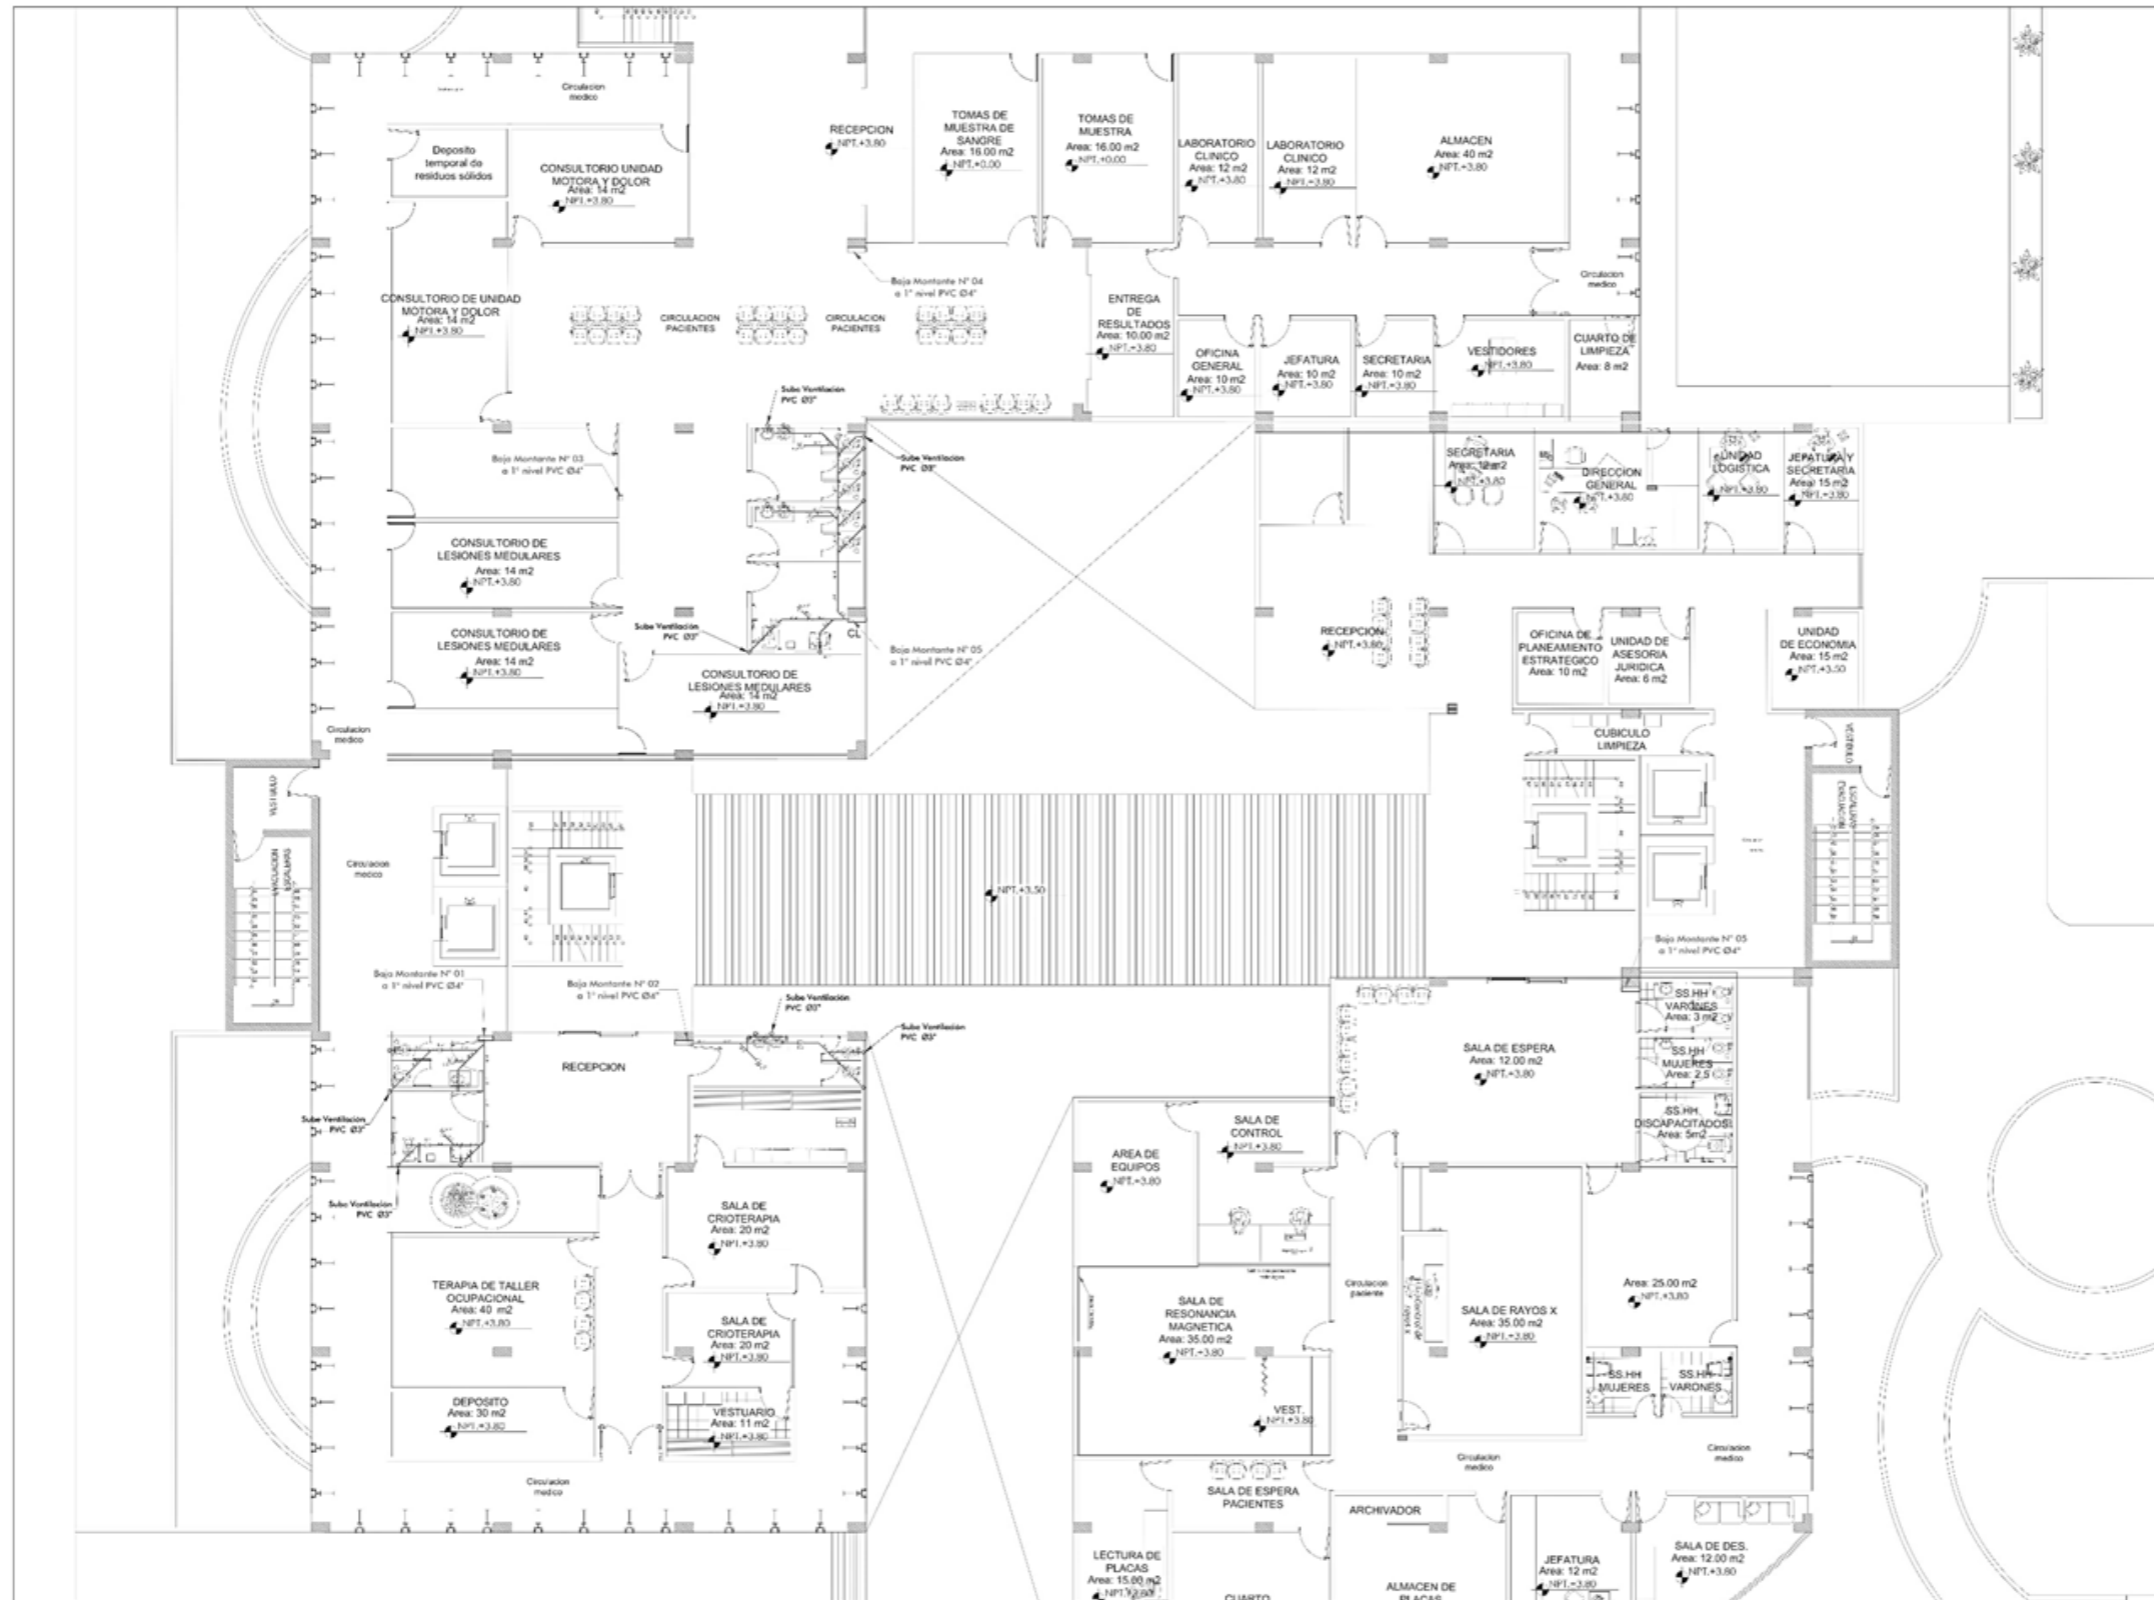 Circulacion
medico
Deposito
temporal de
residuos sólidos
CONSULTORIO UNIDAD
MOTORA Y DOLOR
Area: 14 m2
NPT.+3.80
RECEPCION
NPT.+3.80
TOMAS DE
MUESTRA DE
SANGRE
Area: 16.00 m2
NPT.+0.00
TOMAS DE
MUESTRA
Area: 16.00 m2
NPT.+0.00
LABORATORIO
CLINICO
Area: 12 m2
NPT.+3.80
LABORATORIO
CLINICO
Area: 12 m2
NPT.+3.80
ALMACEN
Area: 40 m2
NPT.+3.80
CONSULTORIO DE UNIDAD
MOTORA Y DOLOR
Area: 14 m2
NPT.+3.80
CIRCULACION
PACIENTES
CIRCULACION
PACIENTES
Baja Montante N° 04
a 1° nivel PVC Ø4"
ENTREGA
DE
RESULTADOS
Area: 10.00 m2
NPT.+3.80
Circulacion
medico
OFICINA
GENERAL
Area: 10 m2
NPT.+3.80
JEFATURA
Area: 10 m2
NPT.+3.80
SECRETARIA
Area: 10 m2
NPT.+3.80
VESTIDORES
NPT.+3.80
CUARTO DE
LIMPIEZA
Area: 8 m2
Sube Ventilación
PVC Ø3"
Sube Ventilación
PVC Ø3"
Baja Montante N° 03
a 1° nivel PVC Ø4"
SECRETARIA
Area: 12 m2
NPT.+3.80
DIRECCION
GENERAL
NPT.+3.80
UNIDAD
LOGISTICA
NPT.+3.80
JEFATURA Y
SECRETARIA
Area: 15 m2
NPT.+3.80
CONSULTORIO DE
LESIONES MEDULARES
Area: 14 m2
NPT.+3.80
CONSULTORIO DE
LESIONES MEDULARES
Area: 14 m2
NPT.+3.80
Sube Ventilación
PVC Ø3"
CL
Baja Montante N° 05
a 1° nivel PVC Ø4"
CONSULTORIO DE
LESIONES MEDULARES
Area: 14 m2
NPT.+3.80
RECEPCION
NPT.+3.80
OFICINA DE
PLANEAMIENTO
ESTRATEGICO
Area: 10 m2
UNIDAD DE
ASESORIA
JURIDICA
Area: 6 m2
UNIDAD
DE ECONOMIA
Area: 15 m2
NPT.+3.50
Circulacion
medico
CUBICULO
LIMPIEZA
VESTIBULO
Circulacion
medico
NPT.+3.50
Baja Montante N° 05
a 1° nivel PVC Ø4"
Baja Montante N° 01
a 1° nivel PVC Ø4"
Baja Montante N° 02
a 1° nivel PVC Ø4"
Sube Ventilación
PVC Ø3"
Sube Ventilación
PVC Ø3"
RECEPCION
Sube Ventilación
PVC Ø3"
Sube Ventilación
PVC Ø3"
SALA DE ESPERA
Area: 12.00 m2
NPT.+3.80
SS.HH
VARONES
Area: 3 m2
SS.HH
MUJERES
Area: 2.5
SS.HH.
DISCAPACITADOS
Area: 5m2
SALA DE
CONTROL
NPT.+3.80
AREA DE
EQUIPOS
NPT.+3.80
SALA DE
CRIOTERAPIA
Area: 20 m2
NPT.+3.80
TERAPIA DE TALLER
OCUPACIONAL
Area: 40 m2
NPT.+3.80
SALA DE
CRIOTERAPIA
Area: 20 m2
NPT.+3.80
SALA DE
RESONANCIA
MAGNETICA
Area: 35.00 m2
NPT.+3.80
Circulacion
paciente
SALA DE RAYOS X
Area: 35.00 m2
NPT.+3.80
Area: 25.00 m2
NPT.+3.80
DEPOSITO
Area: 30 m2
NPT.+3.80
VESTUARIO
Area: 11 m2
NPT.+3.80
VEST.
NPT.+3.80
SS.HH
MUJERES
SS.HH
VARONES
Circulacion
medico
Circulacion
medico
Circulacion
medico
SALA DE ESPERA
PACIENTES
ARCHIVADOR
LECTURA DE
PLACAS
Area: 15.00 m2
NPT.+3.80
CUARTO
ALMACEN DE
PLACAS
JEFATURA
Area: 12 m2
NPT.+3.80
SALA DE DES.
Area: 12.00 m2
NPT.+3.80